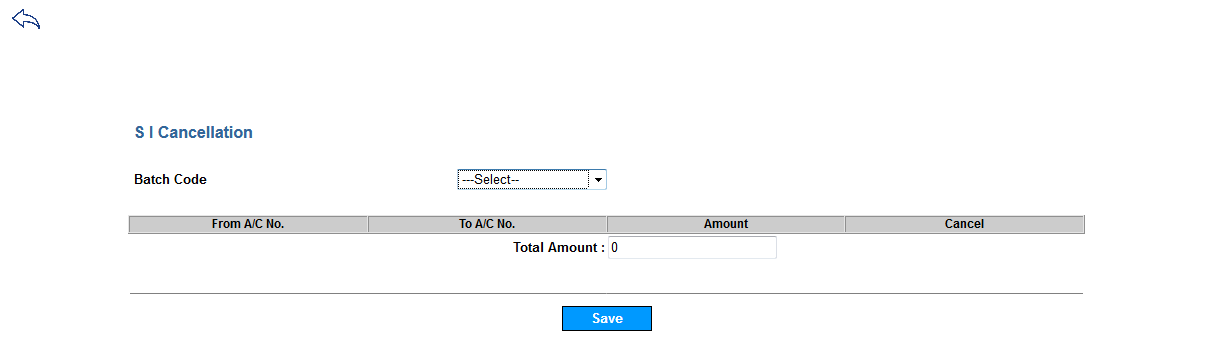 S I Cancellation
Batch Code ---Select--
From A/C No. To A/C No. Amount Cancel
Total Amount : 0
Save